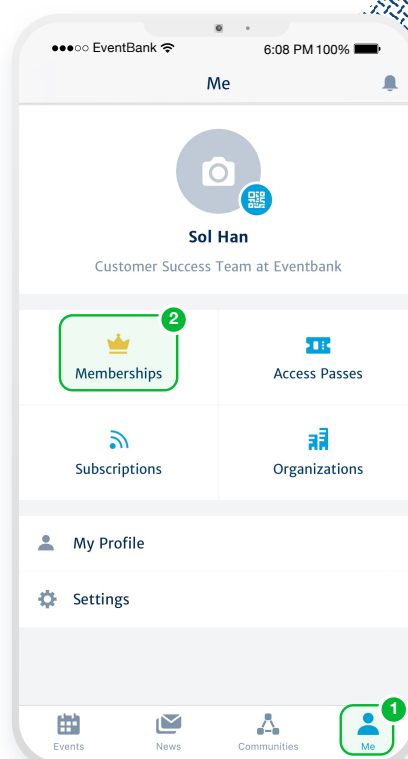 EventBank 6:08 PM 100%
Me
Sol Han
Customer Success Team at Eventbank
2
Memberships Access Passes
Subscriptions Organizations
My Profile
Settings
1
Events News Communities Me